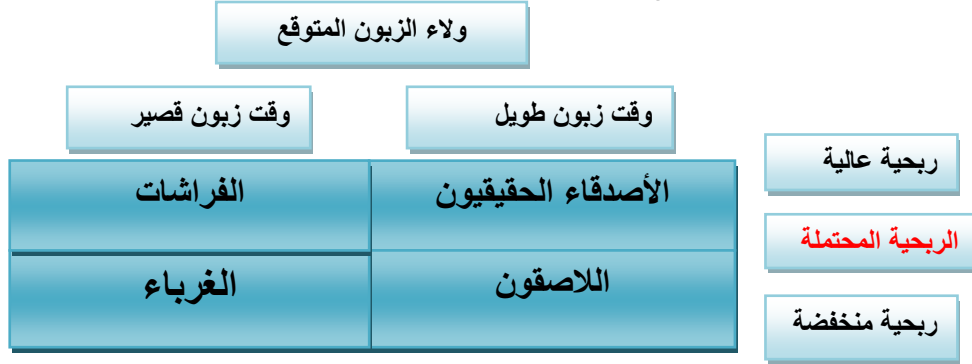 ولاء الزبون المتوقع
وقت زبون طويل
وقت زبون قصير
ربحية عالية
الأصدقاء الحقيقيون
الفراشات
الربحية المحتملة
اللاصقون
الغرباء
ربحية منخفضة